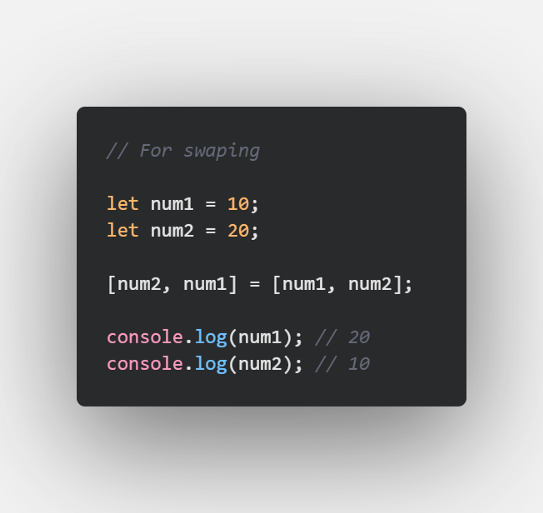 // For swaping
let num1 = 10;
let num2 = 20;
[num2, num1] = [num1, num2];
console.log(num1); // 20
console.log(num2); // 10